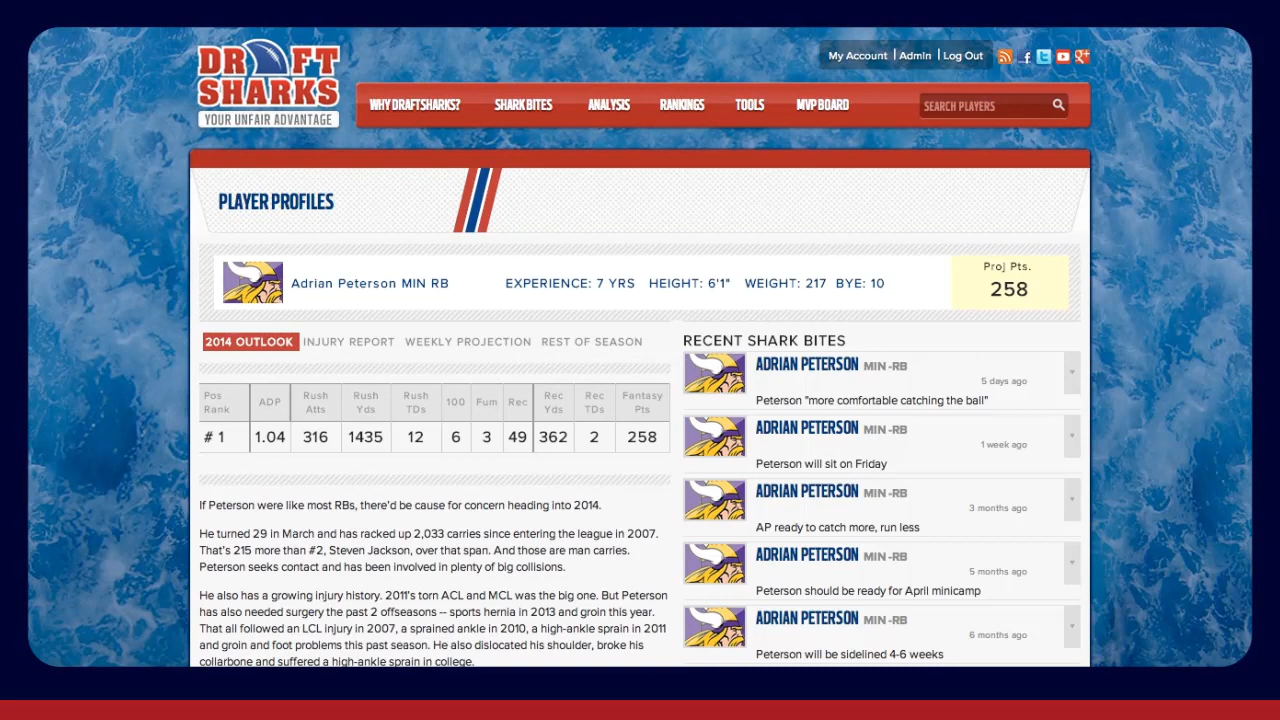 DRAFT
SHARKS
YOUR UNFAIR ADVANTAGE
My Account | Admin | Log Out
WHY DRAFTSHARKS? SHARK BITES ANALYSIS RANKINGS TOOLS MVP BOARD
SEARCH PLAYERS
PLAYER PROFILES
Adrian Peterson MIN RB EXPERIENCE: 7 YRS HEIGHT: 6'1" WEIGHT: 217 BYE: 10
Proj Pts.
258
2014 OUTLOOK INJURY REPORT WEEKLY PROJECTION REST OF SEASON
Pos Rank ADP Rush Atts Rush Yds Rush TDs 100 Fum Rec Rec Yds Rec TDs Fantasy Pts
# 1 1.04 316 1435 12 6 3 49 362 2 258
If Peterson were like most RBs, there'd be cause for concern heading into 2014.
He turned 29 in March and has racked up 2,033 carries since entering the league in 2007.
That's 215 more than #2, Steven Jackson, over that span. And those are man carries.
Peterson seeks contact and has been involved in plenty of big collisions.
He also has a growing injury history. 2011's torn ACL and MCL was the big one. But Peterson
has also needed surgery the past 2 offseasons -- sports hernia in 2013 and groin this year.
That all followed an LCL injury in 2007, a sprained ankle in 2010, a high-ankle sprain in 2011
and groin and foot problems this past season. He also dislocated his shoulder, broke his
collarbone and suffered a high-ankle sprain in college.
RECENT SHARK BITES
ADRIAN PETERSON MIN -RB
5 days ago
Peterson "more comfortable catching the ball"
ADRIAN PETERSON MIN -RB
1 week ago
Peterson will sit on Friday
ADRIAN PETERSON MIN -RB
3 months ago
AP ready to catch more, run less
ADRIAN PETERSON MIN -RB
5 months ago
Peterson should be ready for April minicamp
ADRIAN PETERSON MIN -RB
6 months ago
Peterson will be sidelined 4-6 weeks